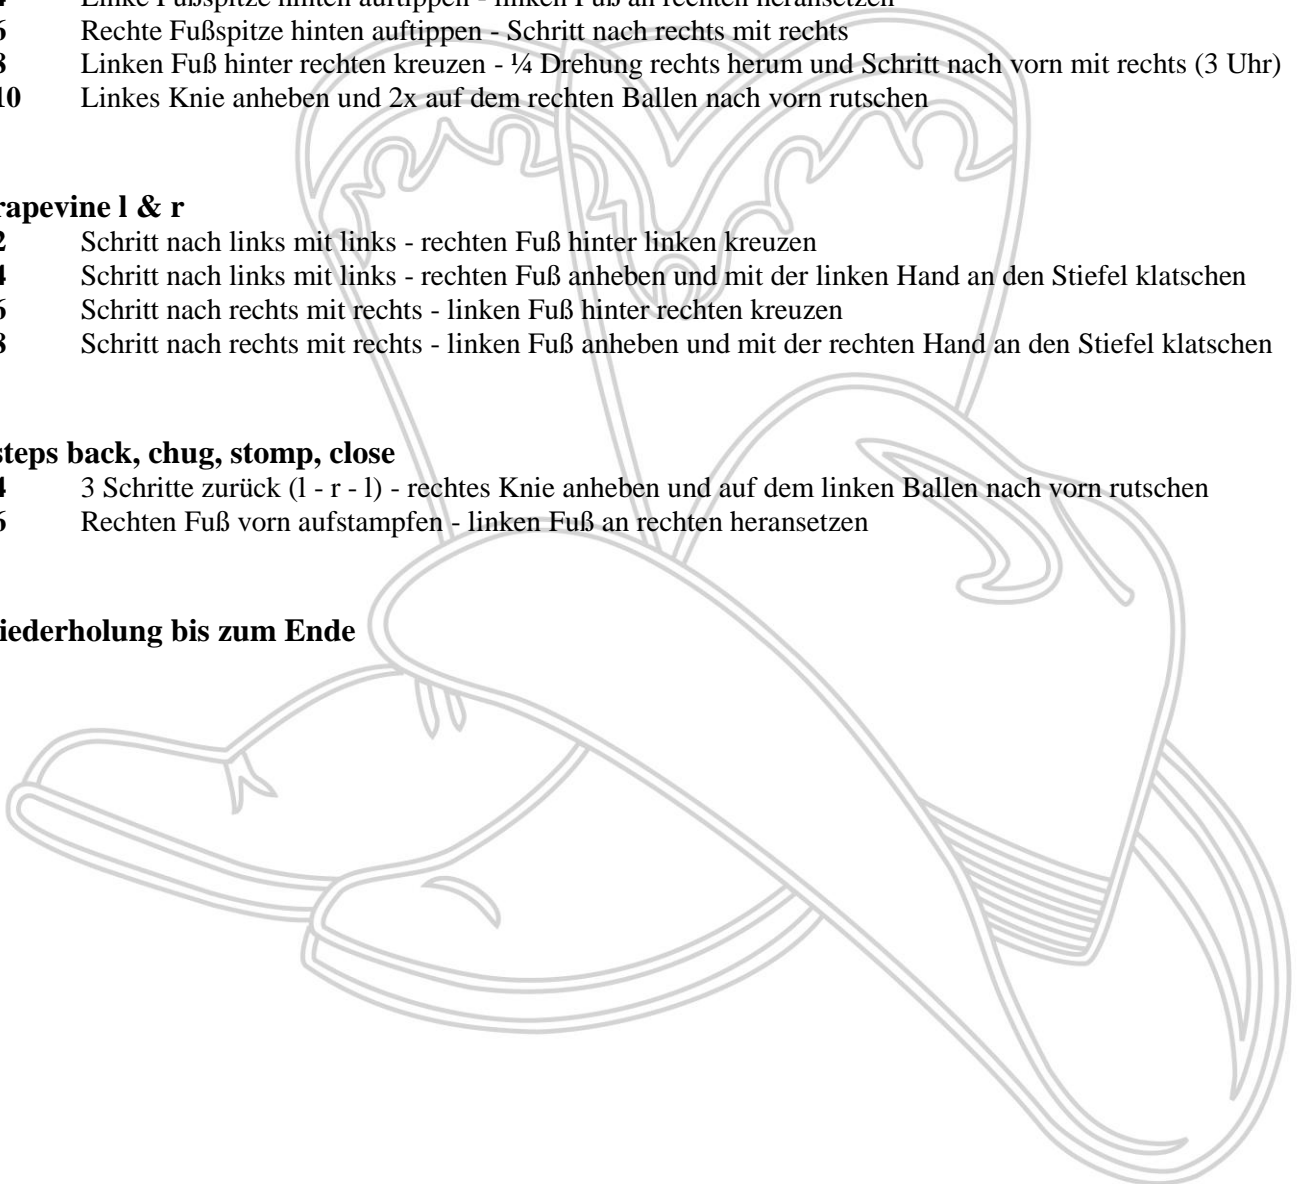 4 Linke Fußspitze hinten auftippen - linken Fuß an rechten heransetzen
6 Rechte Fußspitze hinten auftippen - Schritt nach rechts mit rechts
8 Linken Fuß hinter rechten kreuzen - ¼ Drehung rechts herum und Schritt nach vorn mit rechts (3 Uhr)
10 Linkes Knie anheben und 2x auf dem rechten Ballen nach vorn rutschen
rapevine l & r
2 Schritt nach links mit links - rechten Fuß hinter linken kreuzen
4 Schritt nach links mit links - rechten Fuß anheben und mit der linken Hand an den Stiefel klatschen
6 Schritt nach rechts mit rechts - linken Fuß hinter rechten kreuzen
8 Schritt nach rechts mit rechts - linken Fuß anheben und mit der rechten Hand an den Stiefel klatschen
steps back, chug, stomp, close
4 3 Schritte zurück (l - r - l) - rechtes Knie anheben und auf dem linken Ballen nach vorn rutschen
6 Rechten Fuß vorn aufstampfen - linken Fuß an rechten heransetzen
iederholung bis zum Ende